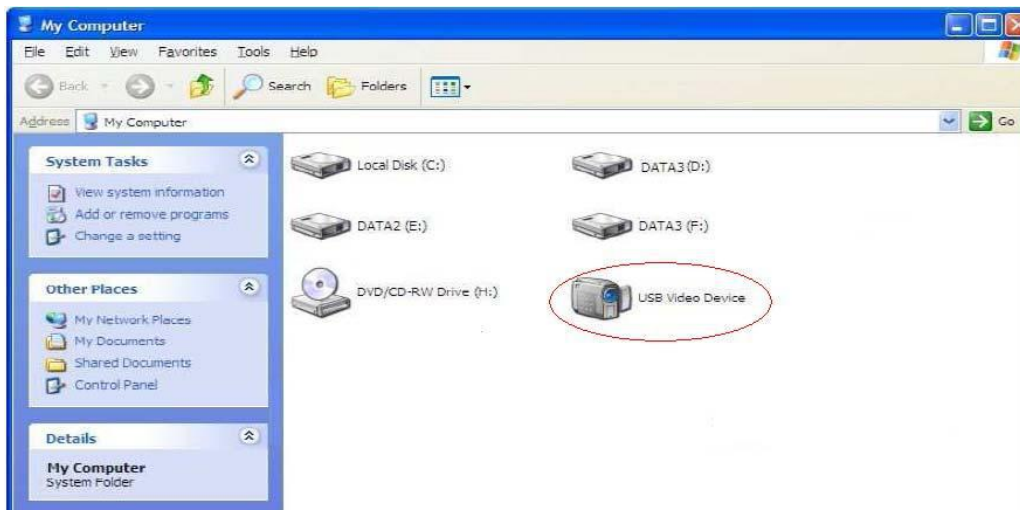 My Computer
File Edit View Favorites Tools Help
Back Search Folders
Address My Computer Go
System Tasks
View system information
Add or remove programs
Change a setting
Other Places
My Network Places
My Documents
Shared Documents
Control Panel
Details
My Computer
System Folder
Local Disk (C:) DATA3(D:)
DATA2 (E:) DATA3 (F:)
DVD/CD-RW Drive (H:) USB Video Device